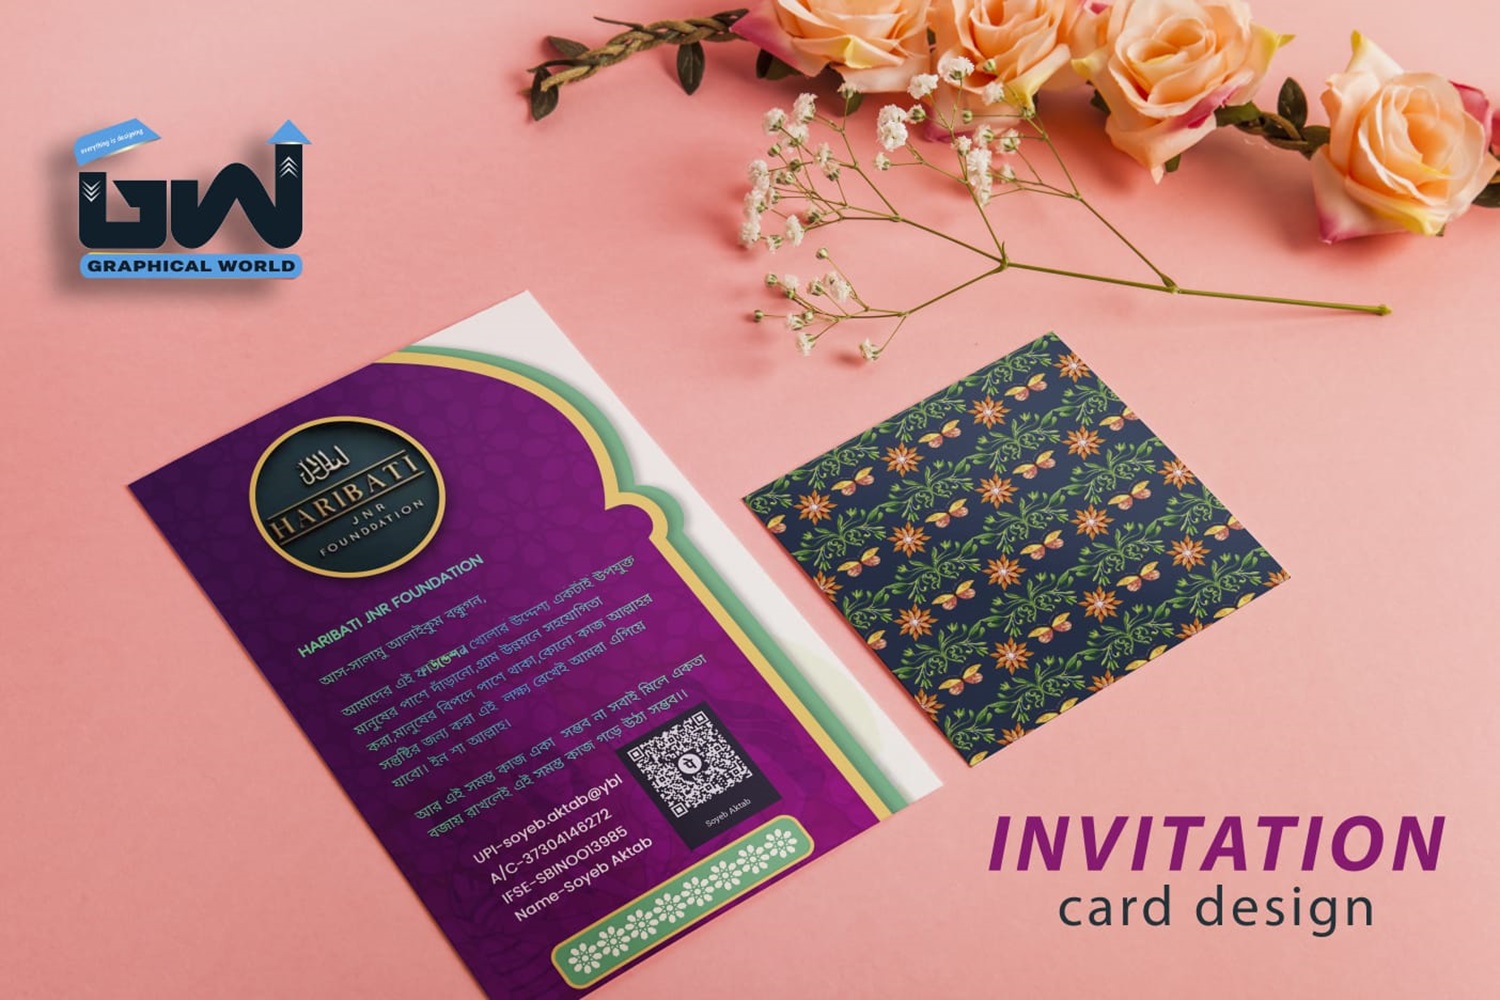 everything is designing
GW
GRAPHICAL WORLD
HARIBATI
JNR
FOUNDDATION
HARIBATI JNR FOUNDATION
আস-সালামু আলাইকুম বন্ধুগন,
আমাদের এই ফাউন্ডেশন খোলার উদ্দেশ্য একটাই উপযুক্ত
মানুষের পাশে দাঁড়ানো,গ্রাম উন্নয়নে সহযোগিতা
করা,মানুষের বিপদে পাশে থাকা,কোনো কাজ আল্লাহর
সন্তুষ্টির জন্য করা এই লক্ষ্য রেখেই আমরা এগিয়ে
যাবো। ইন শা আল্লাহ।
আর এই সমস্ত কাজ একা সম্ভব না সবাই মিলে একতা
বজায় রাখলেই এই সমস্ত কাজ গড়ে উঠা সম্ভব।।
UPI-soyeb.aktab@ybl
A/C-37304146272
IFSE-SBIN0013985
Name-Soyeb Aktab
पे
Soyeb Aktab
INVITATION
card design